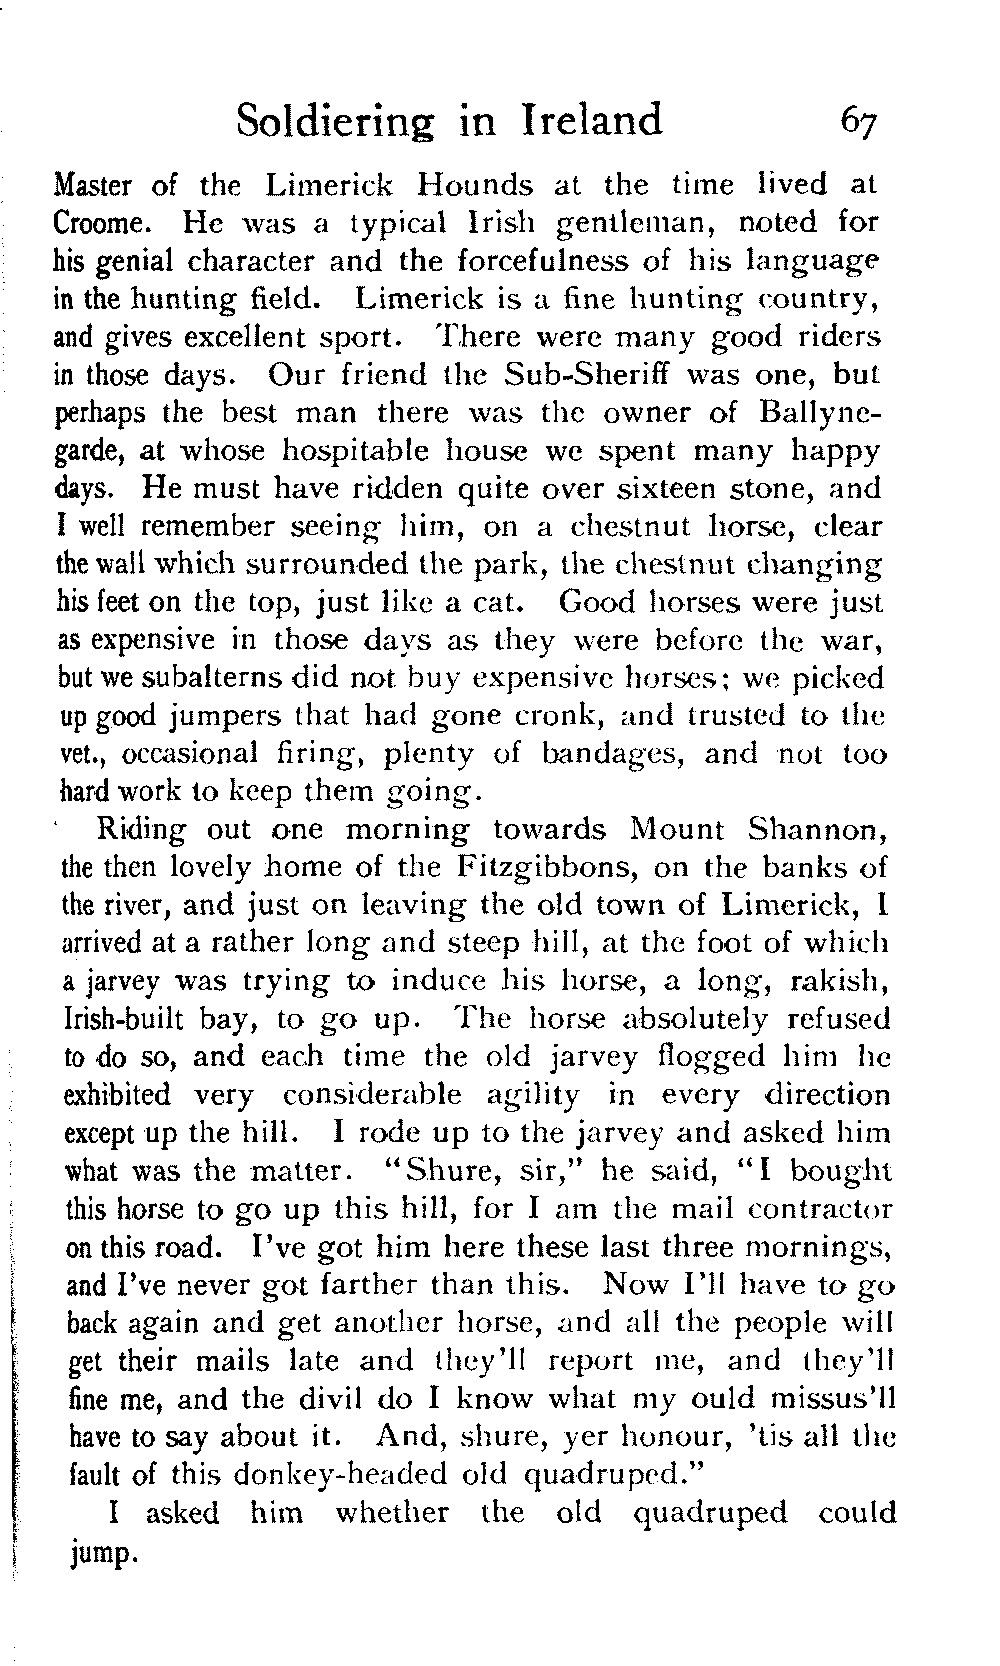 Soldiering in Ireland 67
Master of the Limerick Hounds at the time lived at
Croome. He was a typical Irish gentleman, noted for
his genial character and the forcefulness of his language
in the hunting field. Limerick is a fine hunting country,
and gives excellent sport. There were many good riders
in those days. Our friend the Sub-Sheriff was one, but
perhaps the best man there was the owner of Ballyne-
garde, at whose hospitable house we spent many happy
days. He must have ridden quite over sixteen stone, and
I well remember seeing him, on a chestnut horse, clear
the wall which surrounded the park, the chestnut changing
his feet on the top, just like a cat. Good horses were just
as expensive in those days as they were before the war,
but we subalterns did not buy expensive horses; we picked
up good jumpers that had gone cronk, and trusted to the
vet., occasional firing, plenty of bandages, and not too
hard work to keep them going.
Riding out one morning towards Mount Shannon,
the then lovely home of the Fitzgibbons, on the banks of
the river, and just on leaving the old town of Limerick, I
arrived at a rather long and steep hill, at the foot of which
a jarvey was trying to induce his horse, a long, rakish,
Irish-built bay, to go up. The horse absolutely refused
to do so, and each time the old jarvey flogged him he
exhibited very considerable agility in every direction
except up the hill. I rode up to the jarvey and asked him
what was the matter. "Shure, sir," he said, "I bought
this horse to go up this hill, for I am the mail contractor
on this road. I've got him here these last three mornings,
and I've never got farther than this. Now I'll have to go
back again and get another horse, and all the people will
get their mails late and they'll report me, and they'll
fine me, and the divil do I know what my ould missus'll
have to say about it. And, shure, yer honour, 'tis all the
fault of this donkey-headed old quadruped."
I asked him whether the old quadruped could
jump.